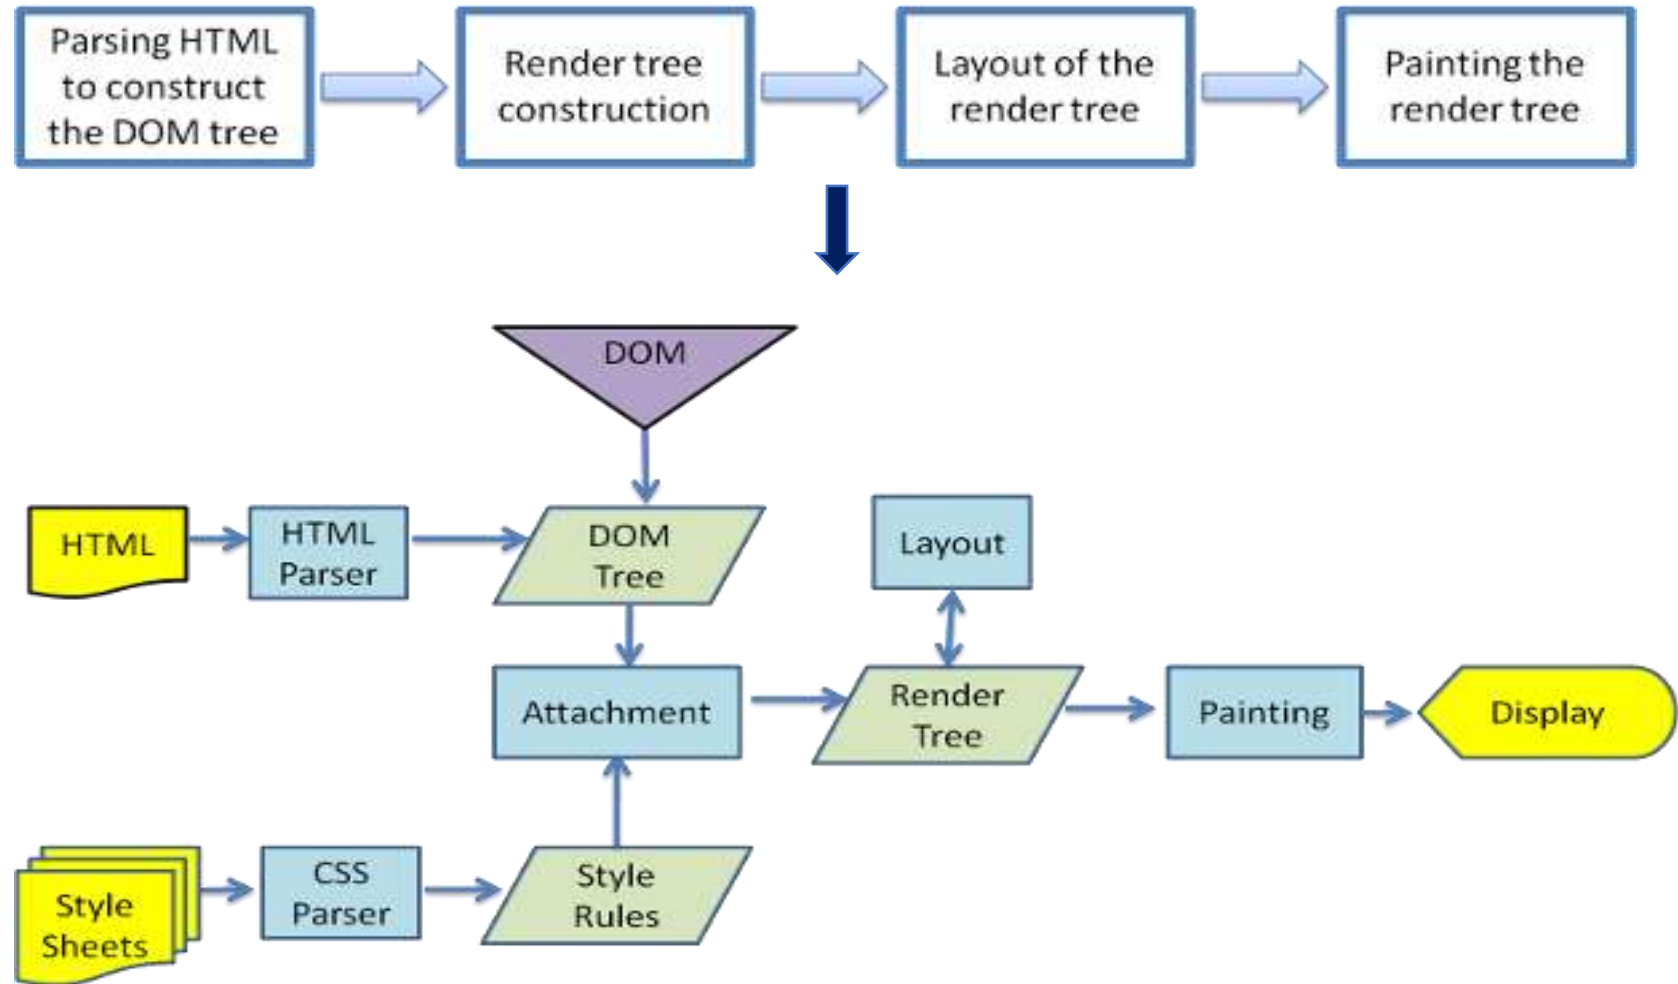 Parsing HTML
to construct
the DOM tree
Render tree
construction
Layout of the
render tree
Painting the
render tree
DOM
HTML
HTML
Parser
DOM
Tree
Layout
Attachment
Render
Tree
Painting
Display
Style
Sheets
CSS
Parser
Style
Rules